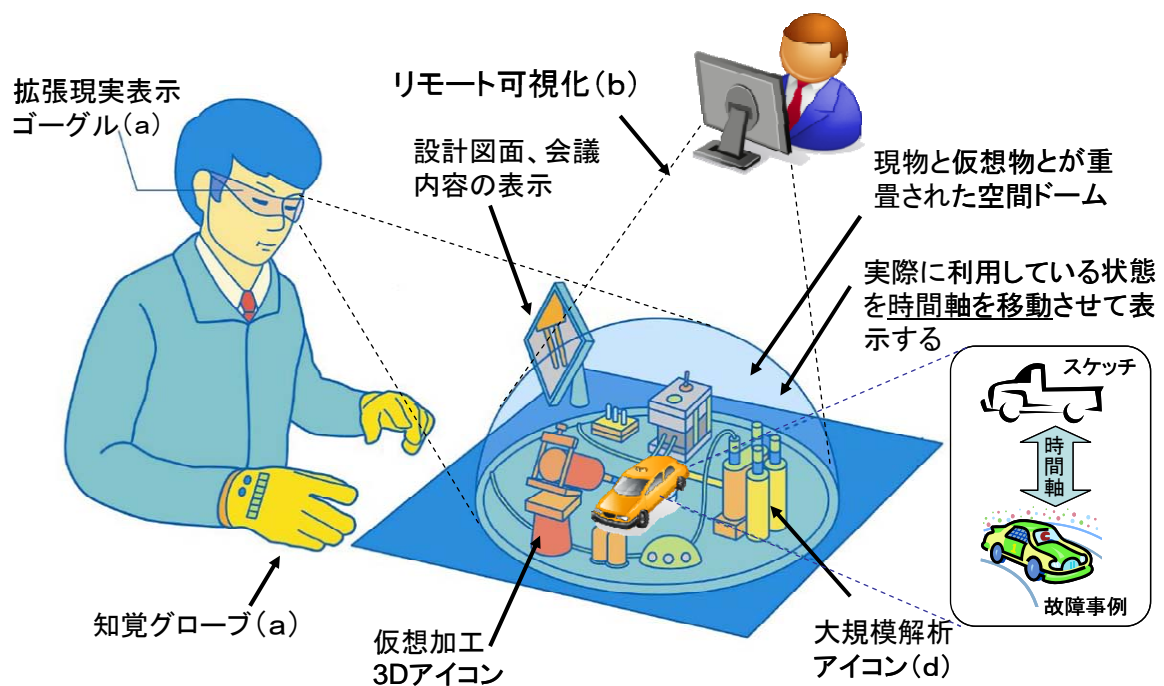 拡張現実表示
ゴーグル(a)
リモート可視化(b)
設計図面、会議
内容の表示
現物と仮想物とが重
畳された空間ドーム
実際に利用している状態
を時間軸を移動させて表
示する
スケッチ
時間軸
故障事例
知覚グローブ(a)
仮想加工
3Dアイコン
大規模解析
アイコン(d)